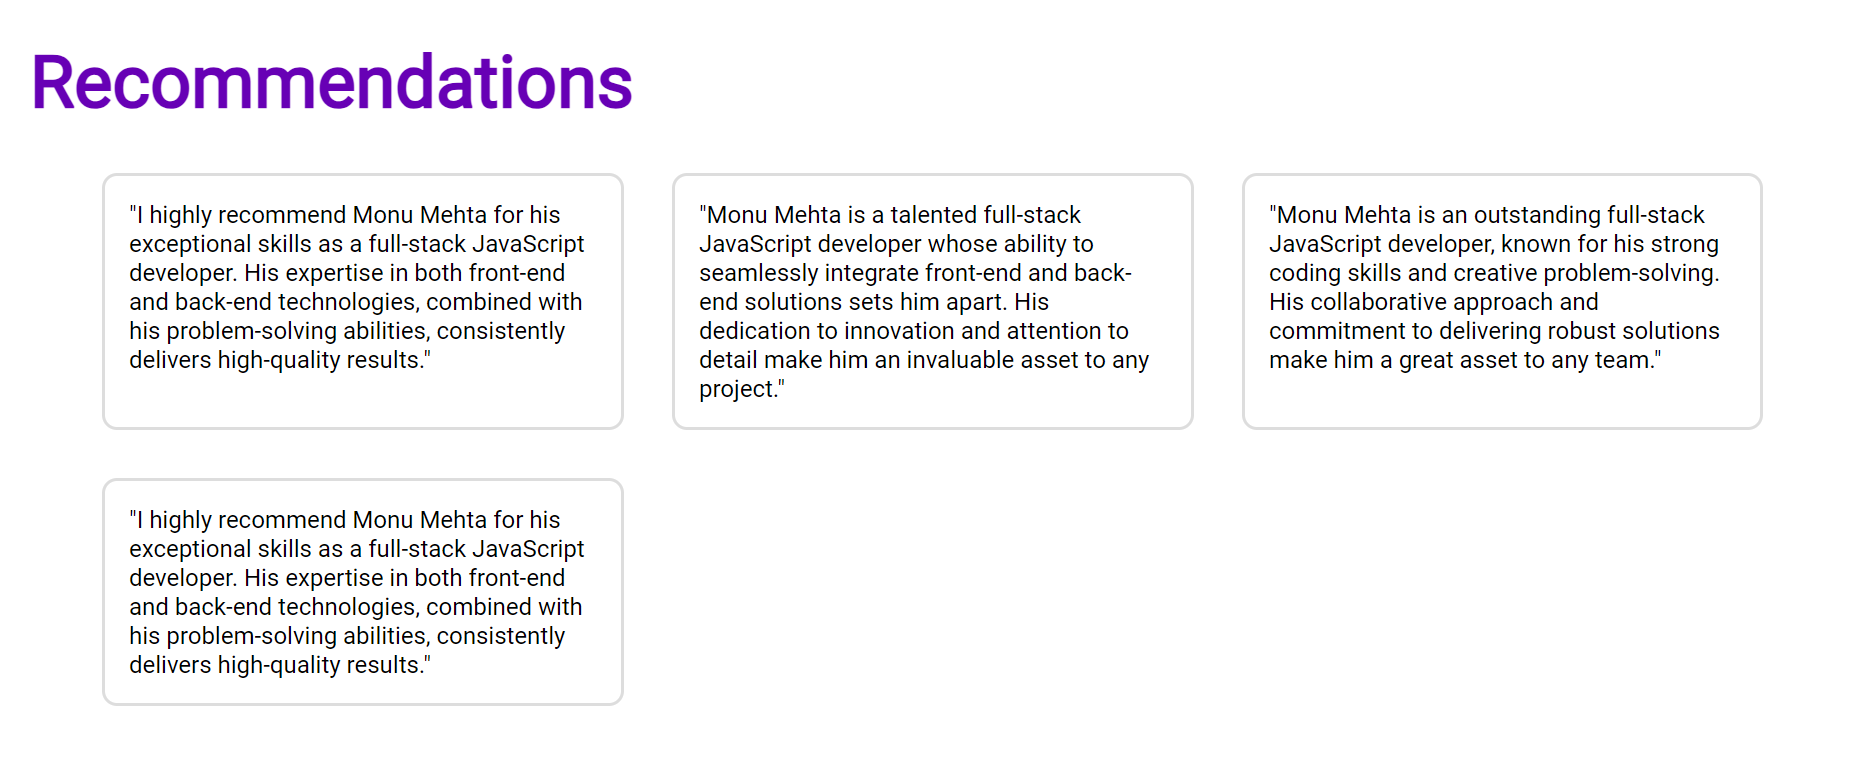 Recommendations
"I highly recommend Monu Mehta for his
exceptional skills as a full-stack JavaScript
developer. His expertise in both front-end
and back-end technologies, combined with
his problem-solving abilities, consistently
delivers high-quality results."
"Monu Mehta is a talented full-stack
JavaScript developer whose ability to
seamlessly integrate front-end and back-
end solutions sets him apart. His
dedication to innovation and attention to
detail make him an invaluable asset to any
project."
"Monu Mehta is an outstanding full-stack
JavaScript developer, known for his strong
coding skills and creative problem-solving.
His collaborative approach and
commitment to delivering robust solutions
make him a great asset to any team."
"I highly recommend Monu Mehta for his
exceptional skills as a full-stack JavaScript
developer. His expertise in both front-end
and back-end technologies, combined with
his problem-solving abilities, consistently
delivers high-quality results."